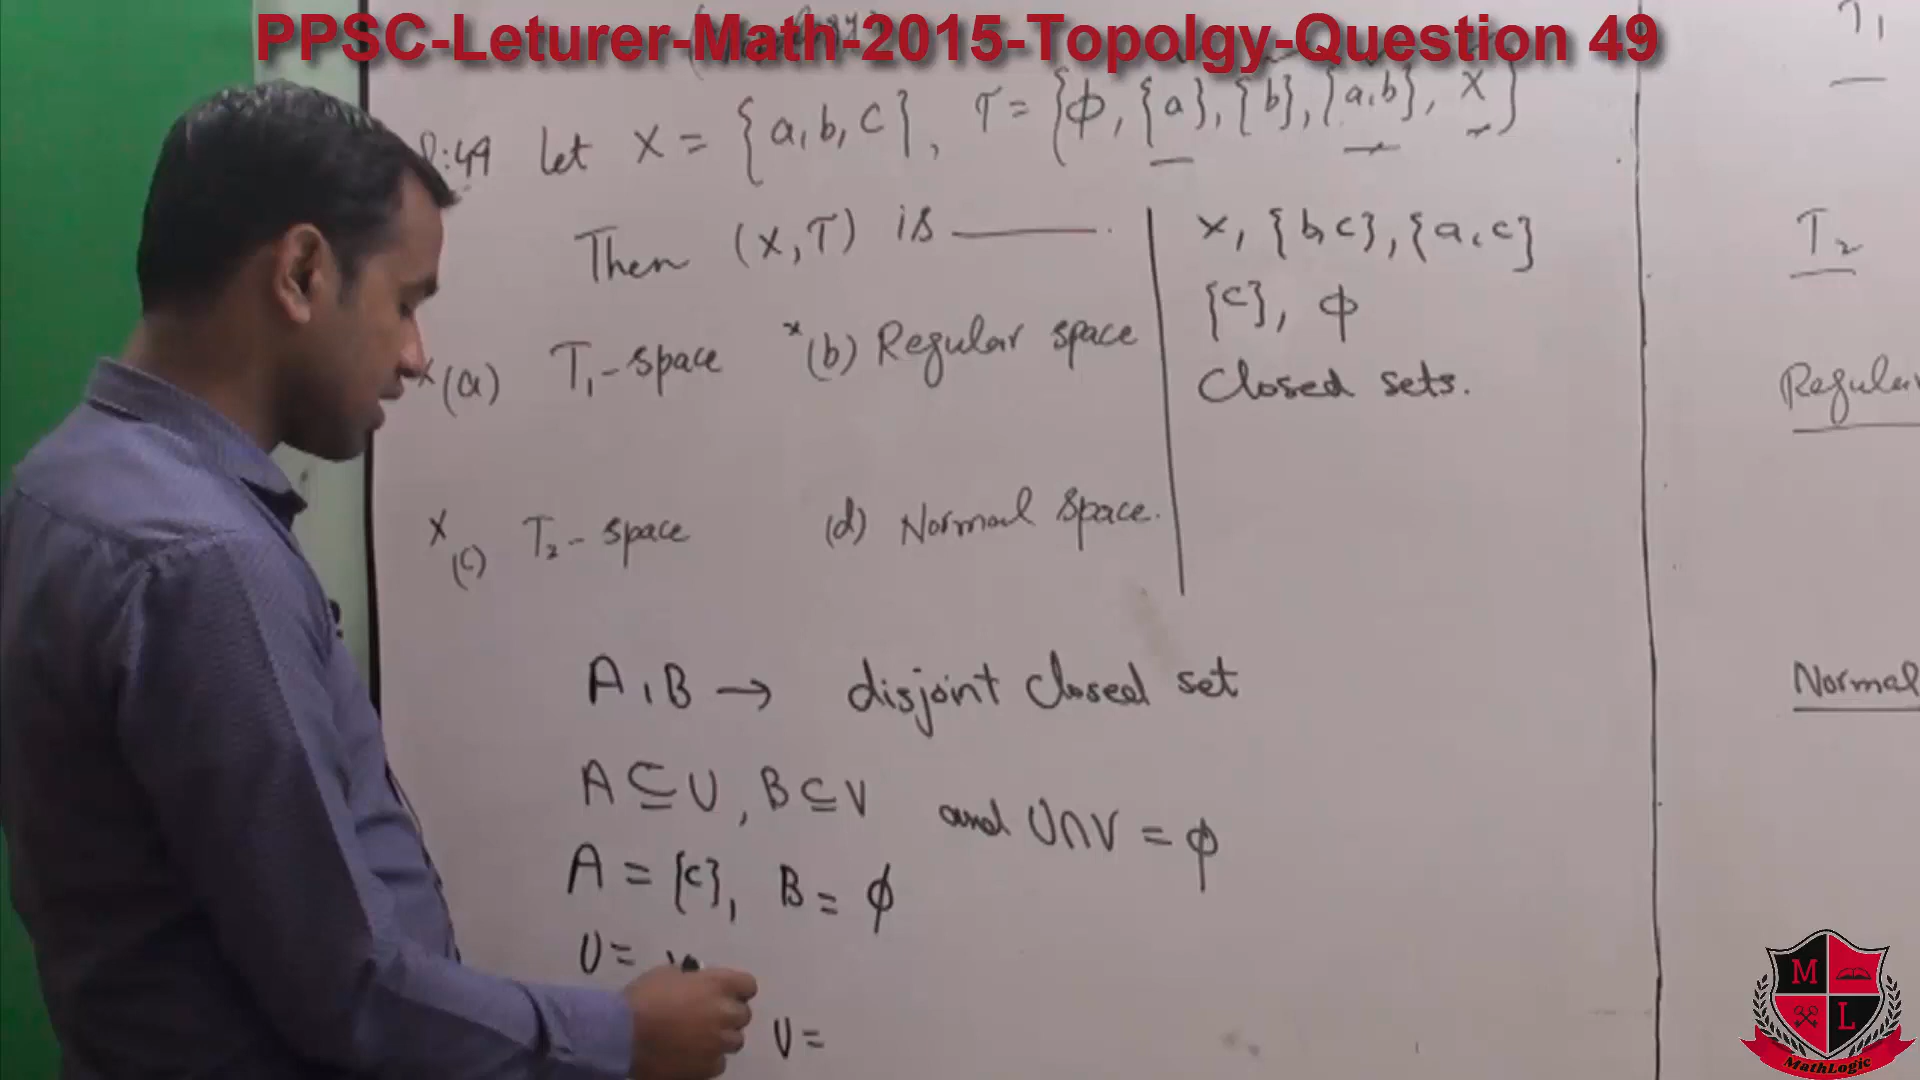 PPSC-Leturer-Math-2015-Topolgy-Question 49
:49 Let X = {a,b,c}, τ = {ϕ, {a}, {b}, {a,b}, X}
Then (X,τ) is ______.
x (a) T₁-space x (b) Regular space
x (c) T₂-space (d) Normal Space.
X, {b,c}, {a,c}
{c}, ϕ
Closed sets.
A, B → disjoint closed set
A ⊆ U, B ⊆ V and U∩V = ϕ
A = {c}, B = ϕ
U =
V =
T₁
T₂
Regular
Normal
M L
MathLogic